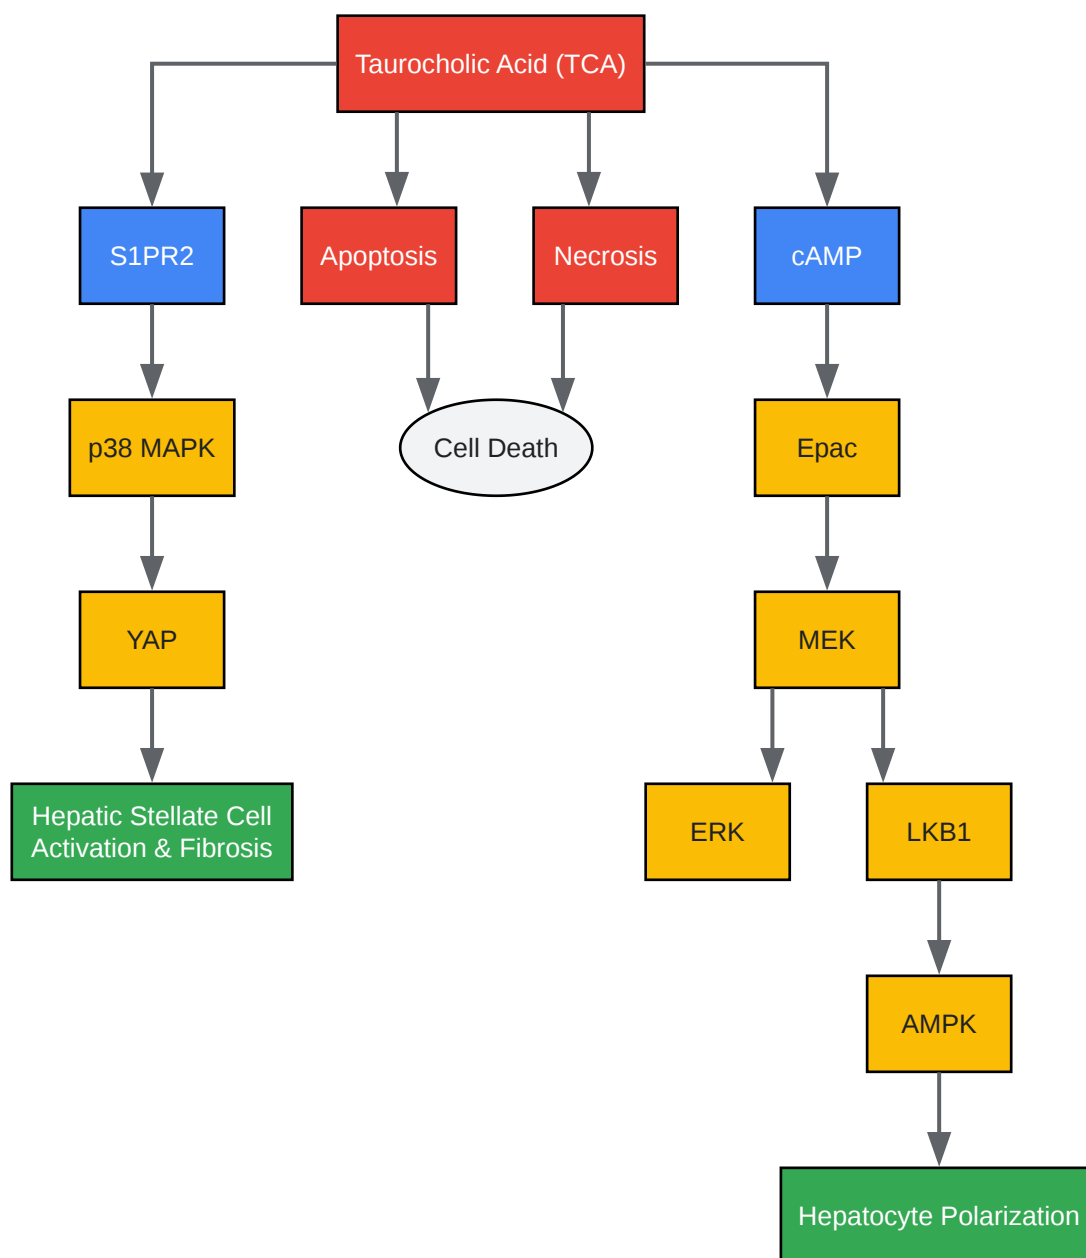 Taurocholic Acid (TCA)
S1PR2
Apoptosis
Necrosis
cAMP
p38 MAPK
Cell Death
Epac
YAP
MEK
Hepatic Stellate Cell
Activation & Fibrosis
ERK
LKB1
AMPK
Hepatocyte Polarization